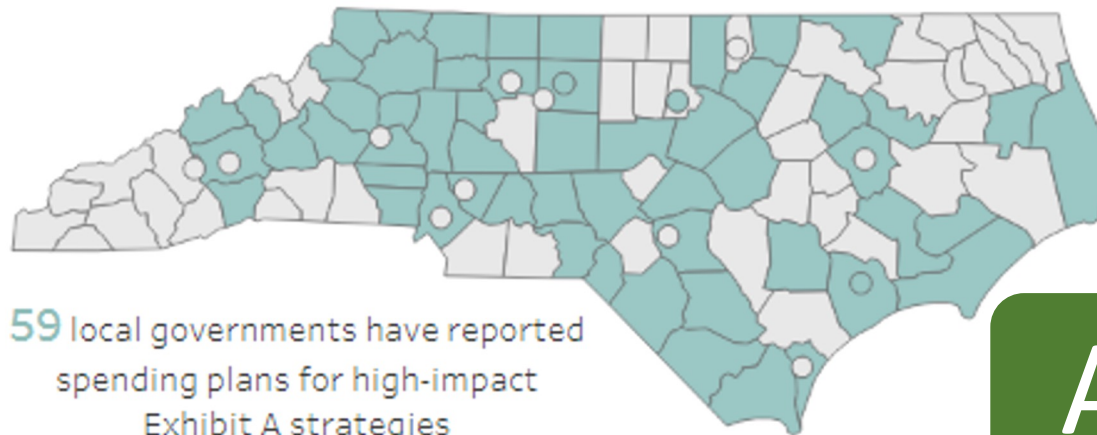 59 local governments have reported
spending plans for high-impact
Exhibit A strategies
A